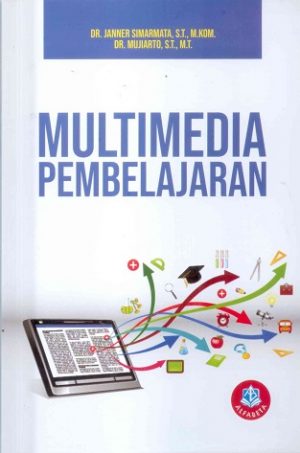 DR. JANNER SIMARMATA, S.T., M.KOM.
DR. MUJIARTO, S.T., M.T.
MULTIMEDIA
PEMBELAJARAN
ALFABETA